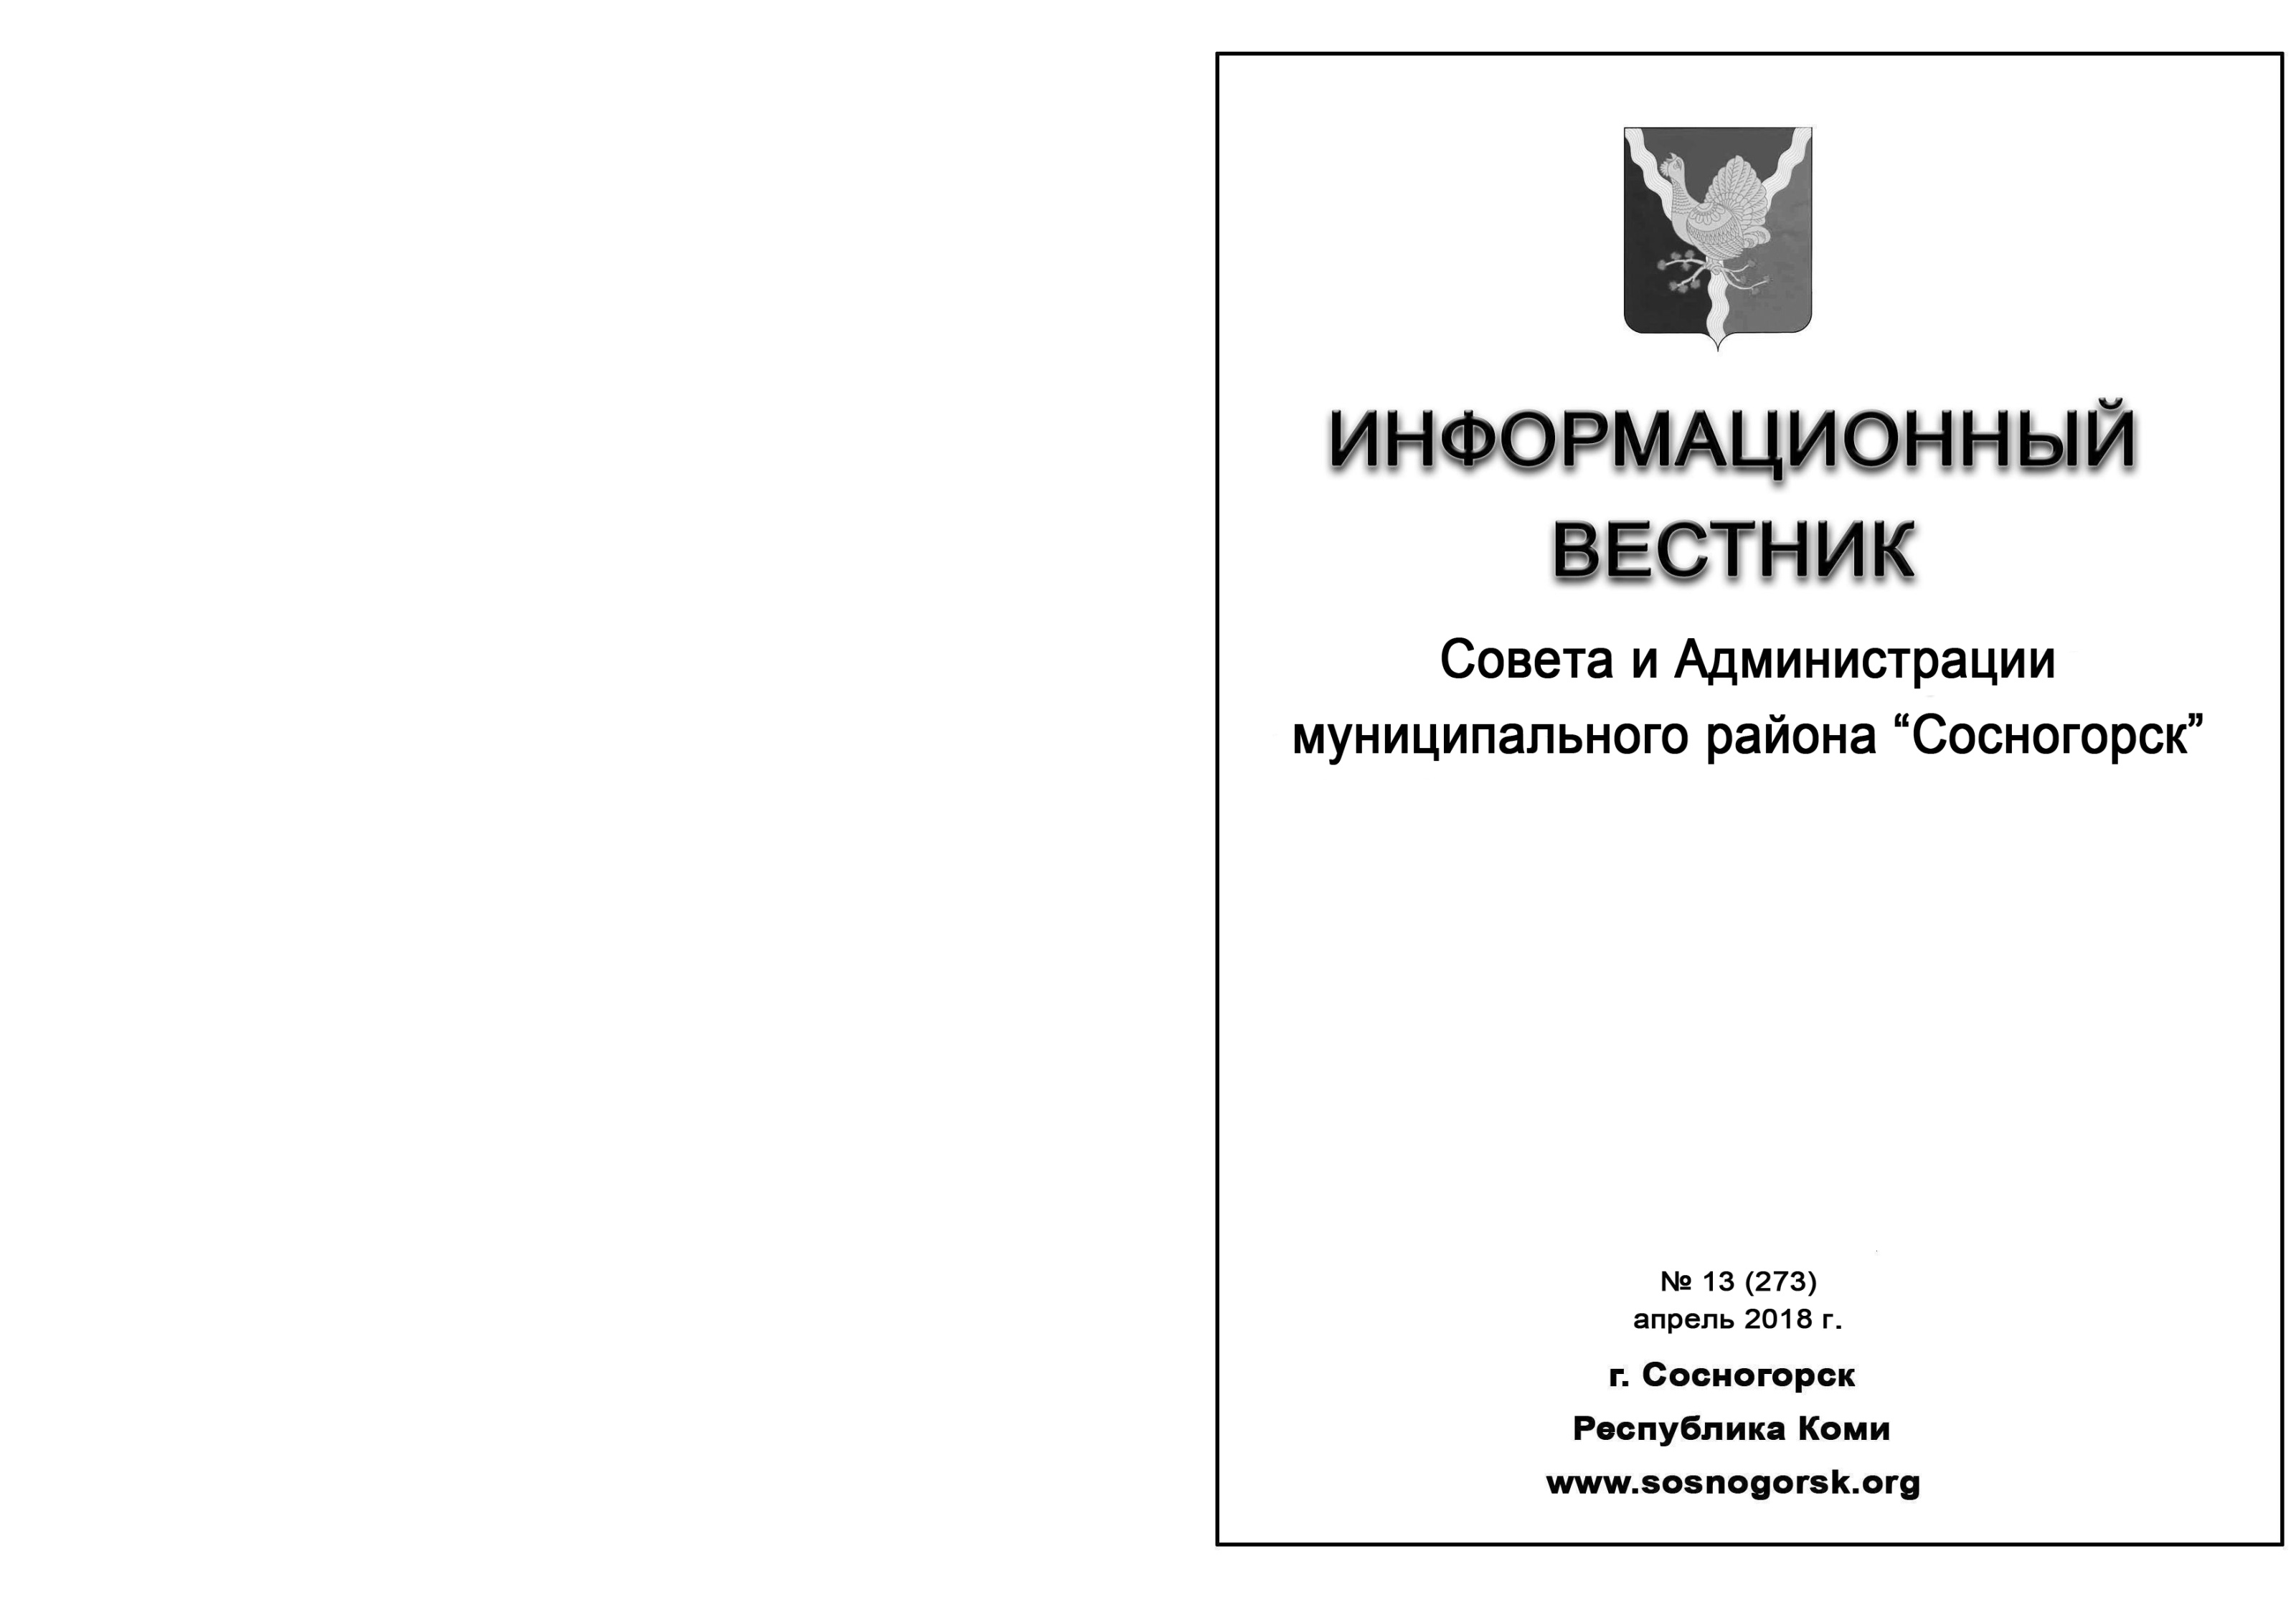 ИНФОРМАЦИОННЫЙ
ВЕСТНИК
Совета и Администрации
муниципального района “Сосногорск”
№ 13 (273)
апрель 2018 г.
г. Сосногорск
Республика Коми
www.sosnogorsk.org